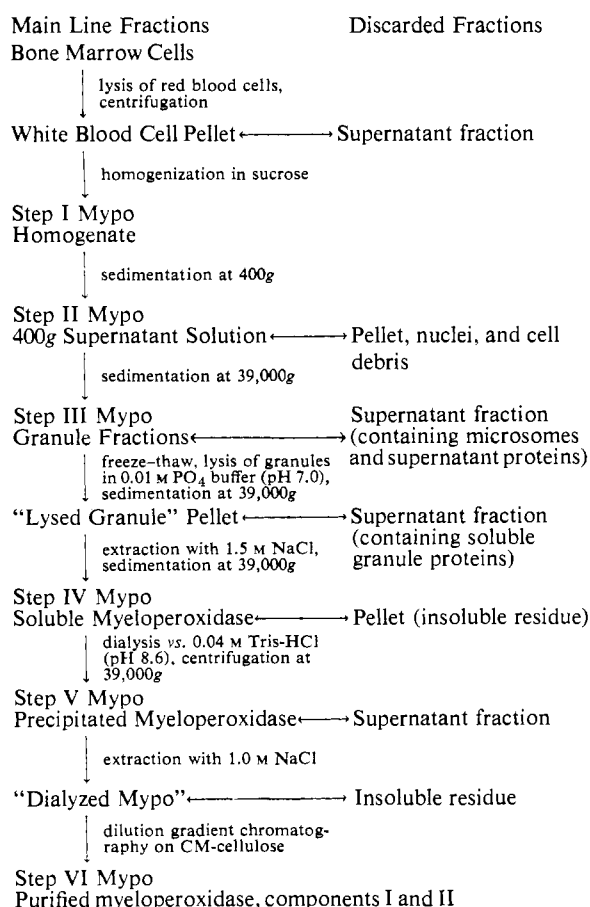 Main Line Fractions Discarded Fractions
Bone Marrow Cells
lysis of red blood cells,
centrifugation
White Blood Cell Pellet Supernatant fraction
homogenization in sucrose
Step I Mypo
Homogenate
sedimentation at 400g
Step II Mypo
400g Supernatant Solution Pellet, nuclei, and cell
debris
sedimentation at 39,000g
Step III Mypo Supernatant fraction
Granule Fractions (containing microsomes
freeze–thaw, lysis of granules and supernatant proteins)
in 0.01 M PO₄ buffer (pH 7.0),
sedimentation at 39,000g
"Lysed Granule" Pellet Supernatant fraction
(containing soluble
extraction with 1.5 M NaCl, granule proteins)
sedimentation at 39,000g
Step IV Mypo
Soluble Myeloperoxidase Pellet (insoluble residue)
dialysis vs. 0.04 M Tris-HCl
(pH 8.6), centrifugation at
39,000g
Step V Mypo
Precipitated Myeloperoxidase Supernatant fraction
extraction with 1.0 M NaCl
"Dialyzed Mypo" Insoluble residue
dilution gradient chromatog-
raphy on CM-cellulose
Step VI Mypo
Purified myeloperoxidase, components I and II